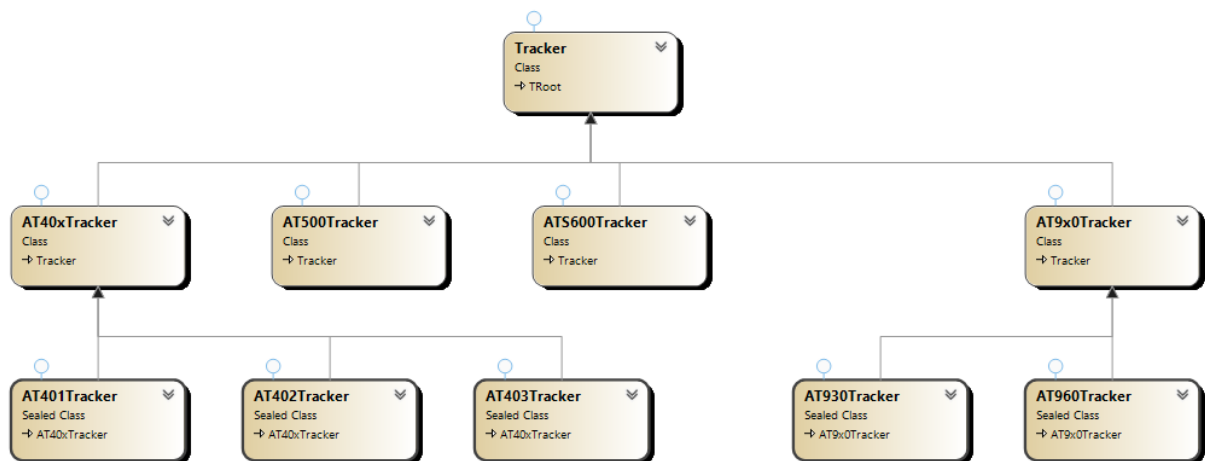 Tracker
Class
TRoot
AT40xTracker
Class
Tracker
AT500Tracker
Class
Tracker
ATS600Tracker
Class
Tracker
AT9x0Tracker
Class
Tracker
AT401Tracker
Sealed Class
AT40xTracker
AT402Tracker
Sealed Class
AT40xTracker
AT403Tracker
Sealed Class
AT40xTracker
AT930Tracker
Sealed Class
AT9x0Tracker
AT960Tracker
Sealed Class
AT9x0Tracker